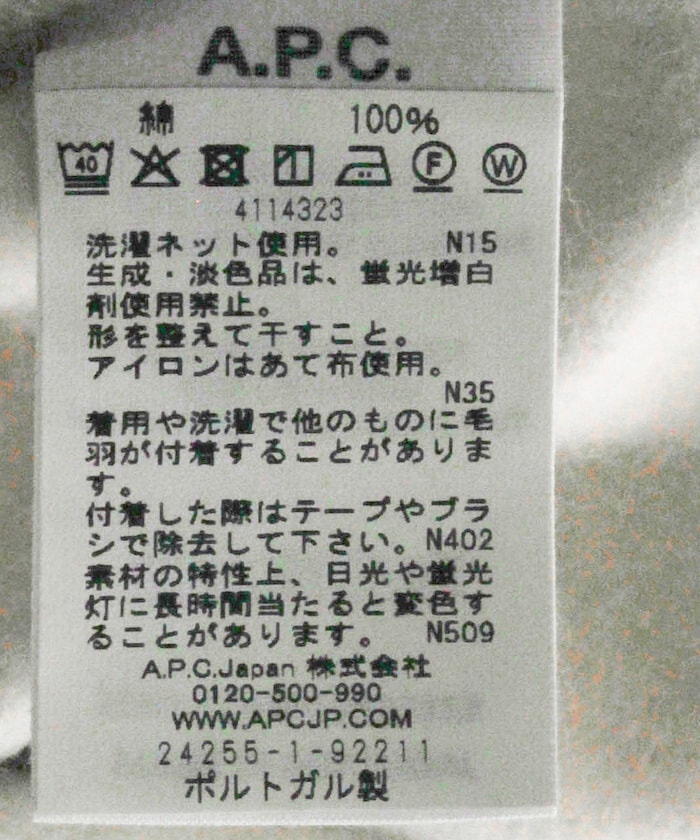 A.P.C.
綿 100%
40 F W
4114323
洗濯ネット使用。 N15
生成・淡色品は、蛍光増白
剤使用禁止。
形を整えて干すこと。
アイロンはあて布使用。
N35
着用や洗濯で他のものに毛
羽が付着することがありま
す。
付着した際はテープやブラ
シで除去して下さい。N402
素材の特性上、日光や蛍光
灯に長時間当たると変色す
ることがあります。 N509
A.P.C.Japan 株式会社
0120-500-990
WWW.APCJP.COM
24255-1-92211
ポルトガル製